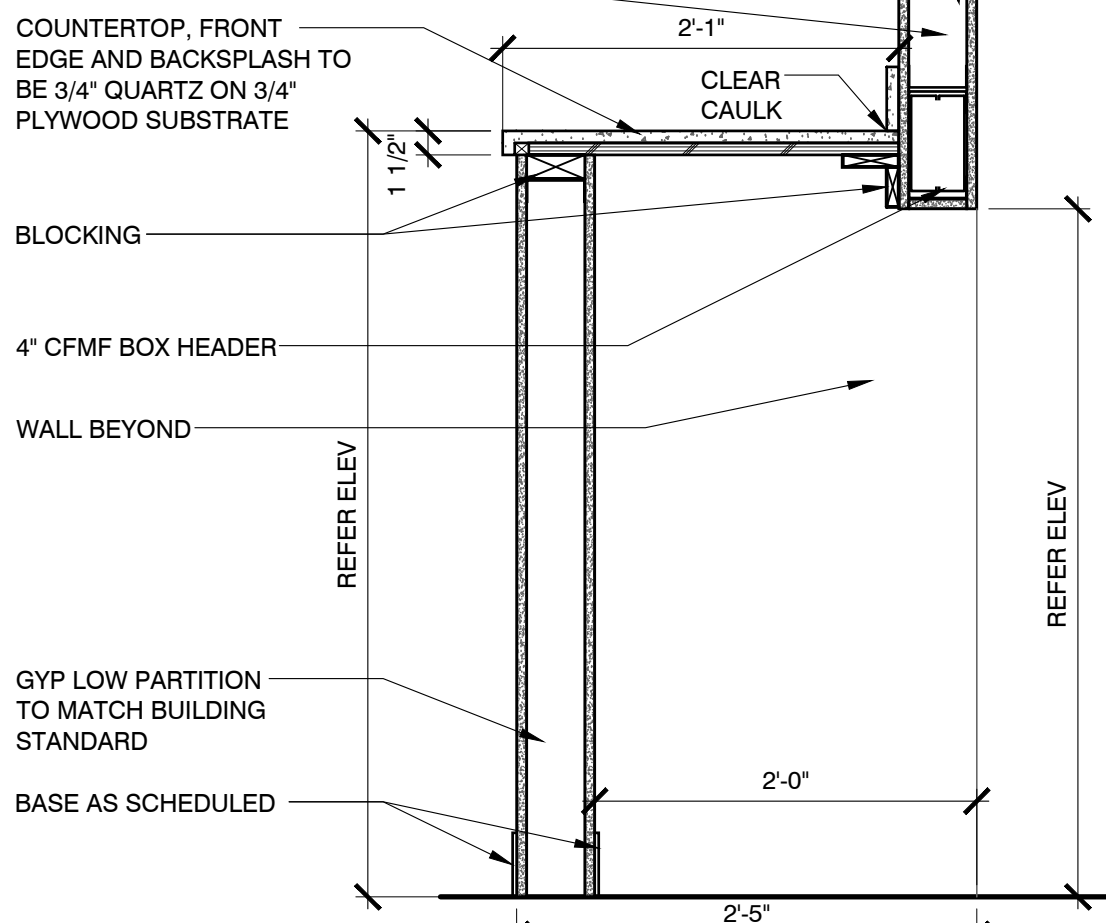 COUNTERTOP, FRONT
EDGE AND BACKSPLASH TO
BE 3/4" QUARTZ ON 3/4"
PLYWOOD SUBSTRATE
2'-1"
CLEAR
CAULK
1 1/2"
BLOCKING
4" CFMF BOX HEADER
WALL BEYOND
REFER ELEV
REFER ELEV
GYP LOW PARTITION
TO MATCH BUILDING
STANDARD
2'-0"
BASE AS SCHEDULED
2'-5"